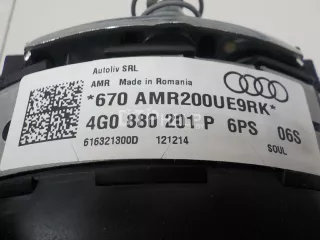 Autoliv SRL
AMR Made in Romania
*670 AMR200UE9RK*
4G0 880 201 P 6PS 06S
616321300D 121214 SOUL